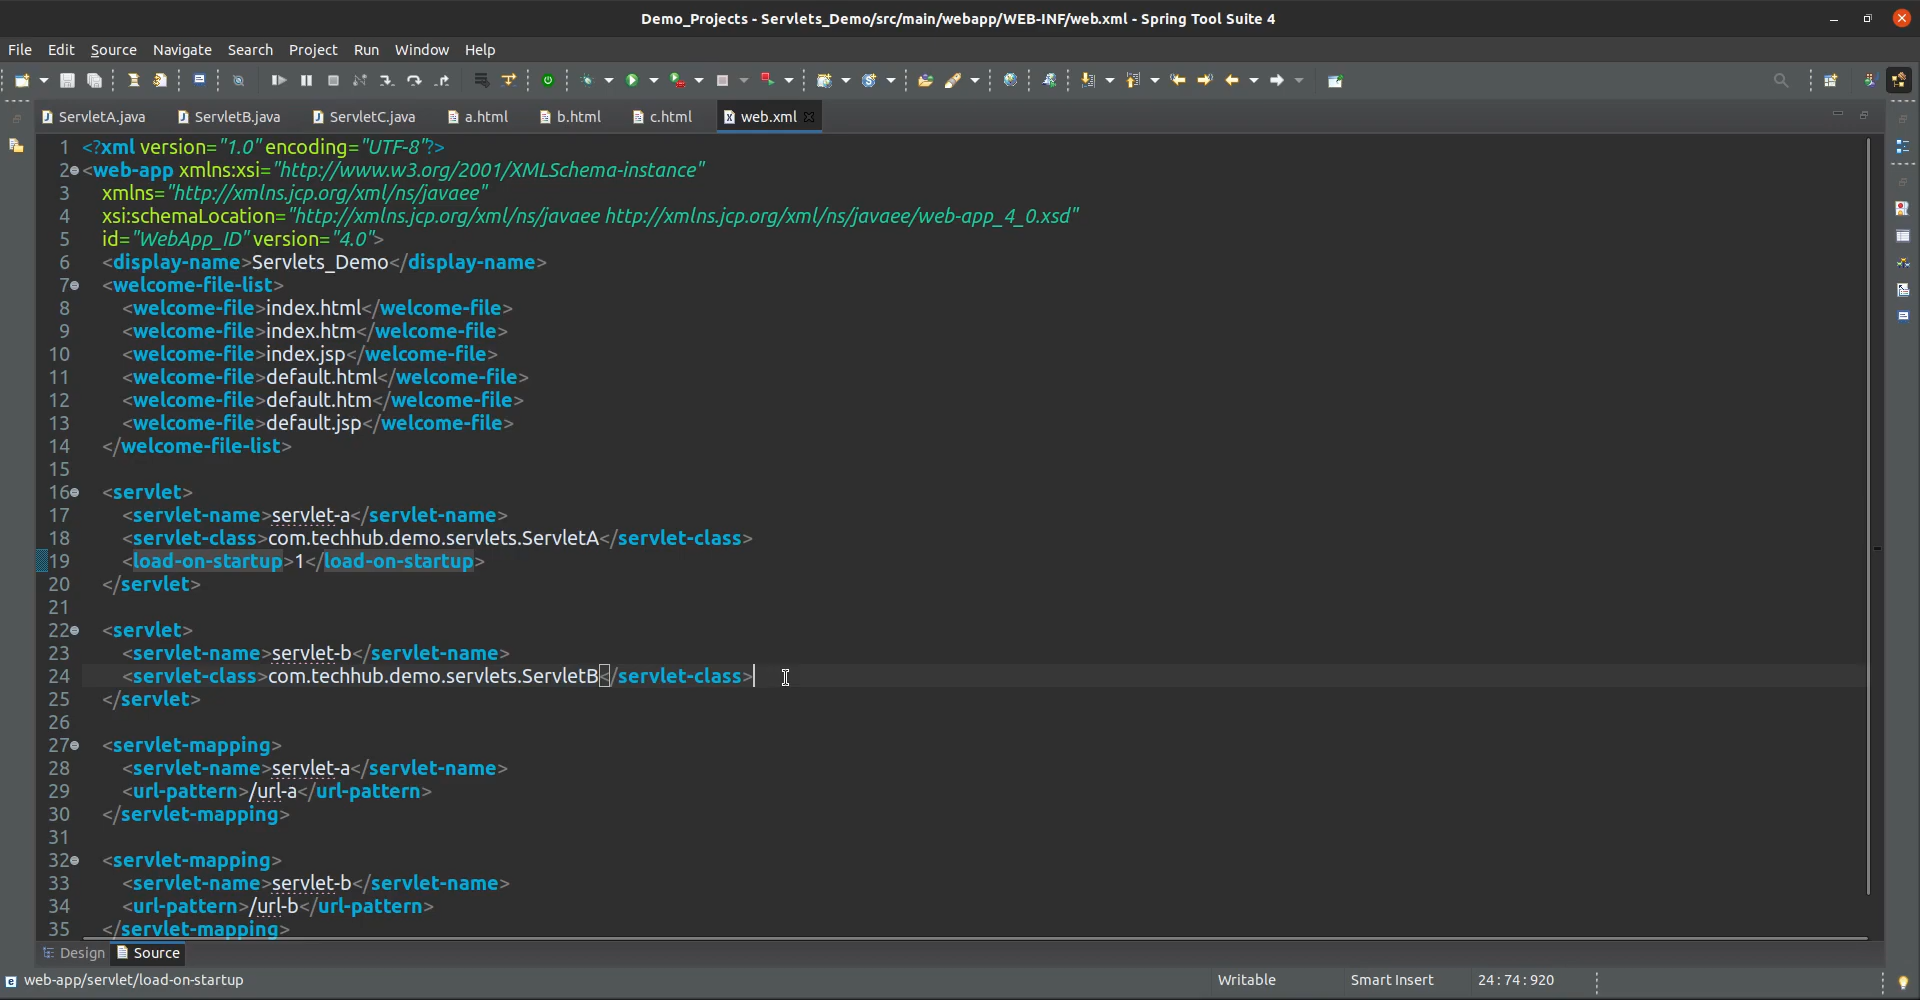 Demo_Projects - Servlets_Demo/src/main/webapp/WEB-INF/web.xml - Spring Tool Suite 4
File Edit Source Navigate Search Project Run Window Help
ServletA.java ServletB.java ServletC.java a.html b.html c.html web.xml
1 <?xml version="1.0" encoding="UTF-8"?>
2 <web-app xmlns:xsi="http://www.w3.org/2001/XMLSchema-instance"
3 xmlns="http://xmlns.jcp.org/xml/ns/javaee"
4 xsi:schemaLocation="http://xmlns.jcp.org/xml/ns/javaee http://xmlns.jcp.org/xml/ns/javaee/web-app_4_0.xsd"
5 id="WebApp_ID" version="4.0">
6 <display-name>Servlets_Demo</display-name>
7 <welcome-file-list>
8 <welcome-file>index.html</welcome-file>
9 <welcome-file>index.htm</welcome-file>
10 <welcome-file>index.jsp</welcome-file>
11 <welcome-file>default.html</welcome-file>
12 <welcome-file>default.htm</welcome-file>
13 <welcome-file>default.jsp</welcome-file>
14 </welcome-file-list>
15
16 <servlet>
17 <servlet-name>servlet-a</servlet-name>
18 <servlet-class>com.techhub.demo.servlets.ServletA</servlet-class>
19 <load-on-startup>1</load-on-startup>
20 </servlet>
21
22 <servlet>
23 <servlet-name>servlet-b</servlet-name>
24 <servlet-class>com.techhub.demo.servlets.ServletB</servlet-class>
25 </servlet>
26
27 <servlet-mapping>
28 <servlet-name>servlet-a</servlet-name>
29 <url-pattern>/url-a</url-pattern>
30 </servlet-mapping>
31
32 <servlet-mapping>
33 <servlet-name>servlet-b</servlet-name>
34 <url-pattern>/url-b</url-pattern>
35 </servlet-mapping>
Design Source
web-app/servlet/load-on-startup Writable Smart Insert 24:74:920